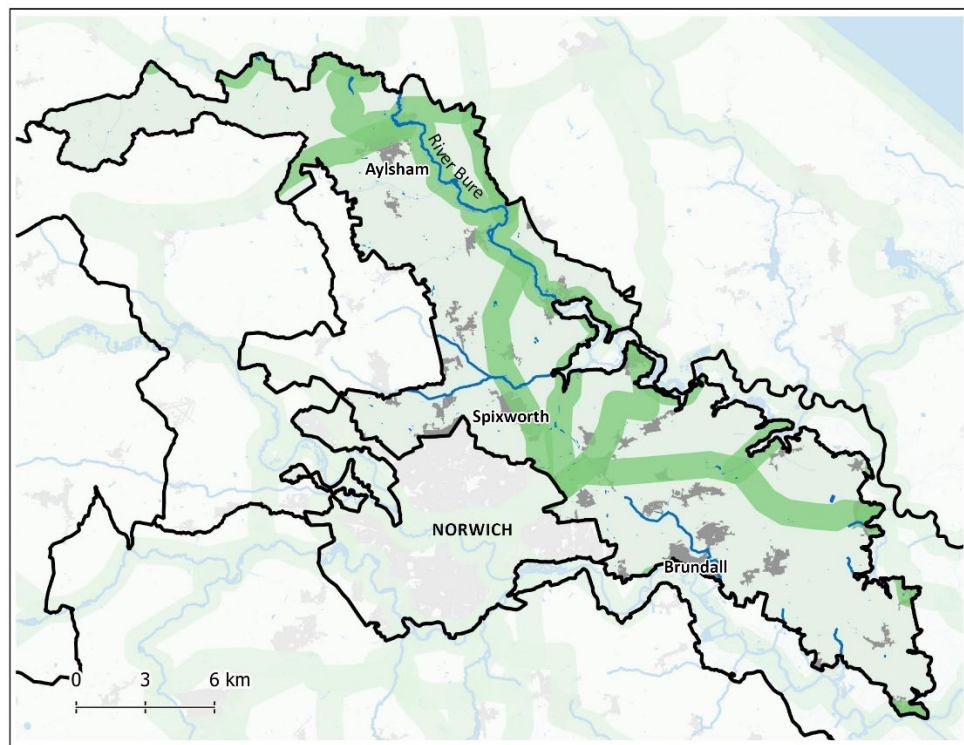 Aylsham
River Bure
Spixworth
NORWICH
Brundall
0 3 6 km